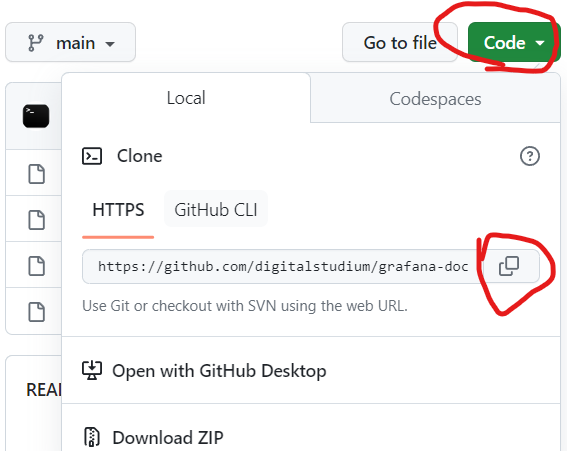 main Go to file Code
Local Codespaces
Clone
HTTPS GitHub CLI
https://github.com/digitalstudium/grafana-doc
Use Git or checkout with SVN using the web URL.
Open with GitHub Desktop
REA
Download ZIP